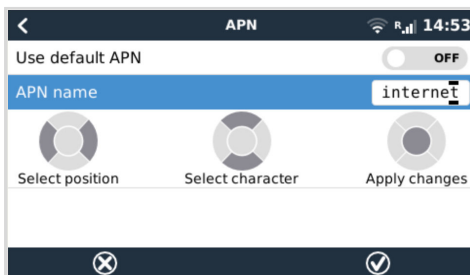 APN R 14:53
Use default APN OFF
APN name internet
Select position Select character Apply changes